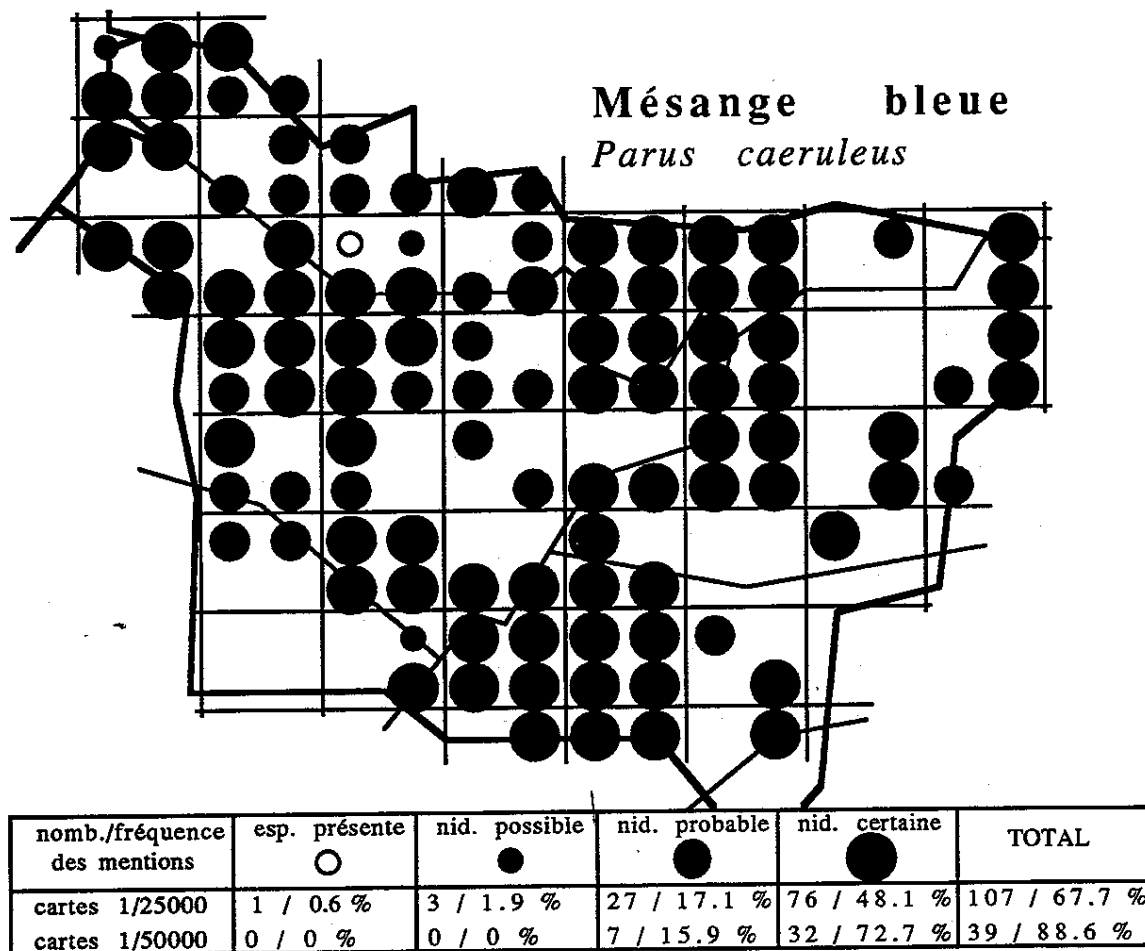 Mésange bleue
Parus caeruleus
nomb./fréquence des mentions esp. présente nid. possible nid. probable nid. certaine TOTAL
cartes 1/25000 1 / 0.6 % 3 / 1.9 % 27 / 17.1 % 76 / 48.1 % 107 / 67.7 %
cartes 1/50000 0 / 0 % 0 / 0 % 7 / 15.9 % 32 / 72.7 % 39 / 88.6 %